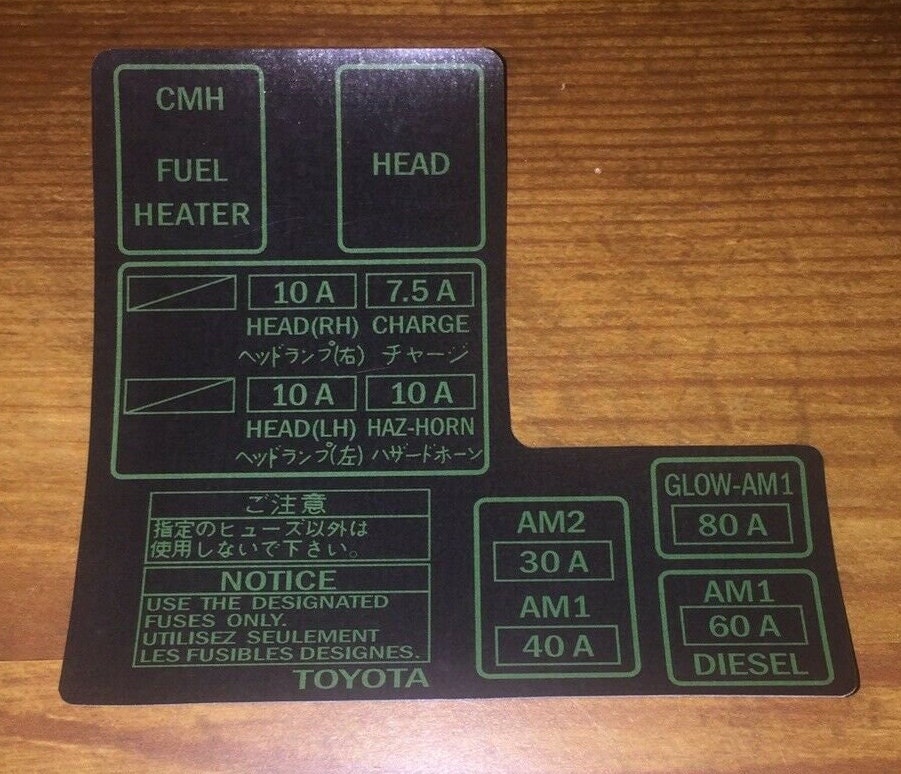 CMH
FUEL
HEATER
HEAD
10 A
7.5 A
HEAD(RH)
CHARGE
ヘッドランプ(右)
チャージ
10 A
10 A
HEAD(LH)
HAZ-HORN
ヘッドランプ(左)
ハザードホーン
ご注意
指定のヒューズ以外は
使用しないで下さい。
NOTICE
USE THE DESIGNATED
FUSES ONLY.
UTILISEZ SEULEMENT
LES FUSIBLES DESIGNES.
TOYOTA
AM2
30 A
AM1
40 A
GLOW-AM1
80 A
AM1
60 A
DIESEL